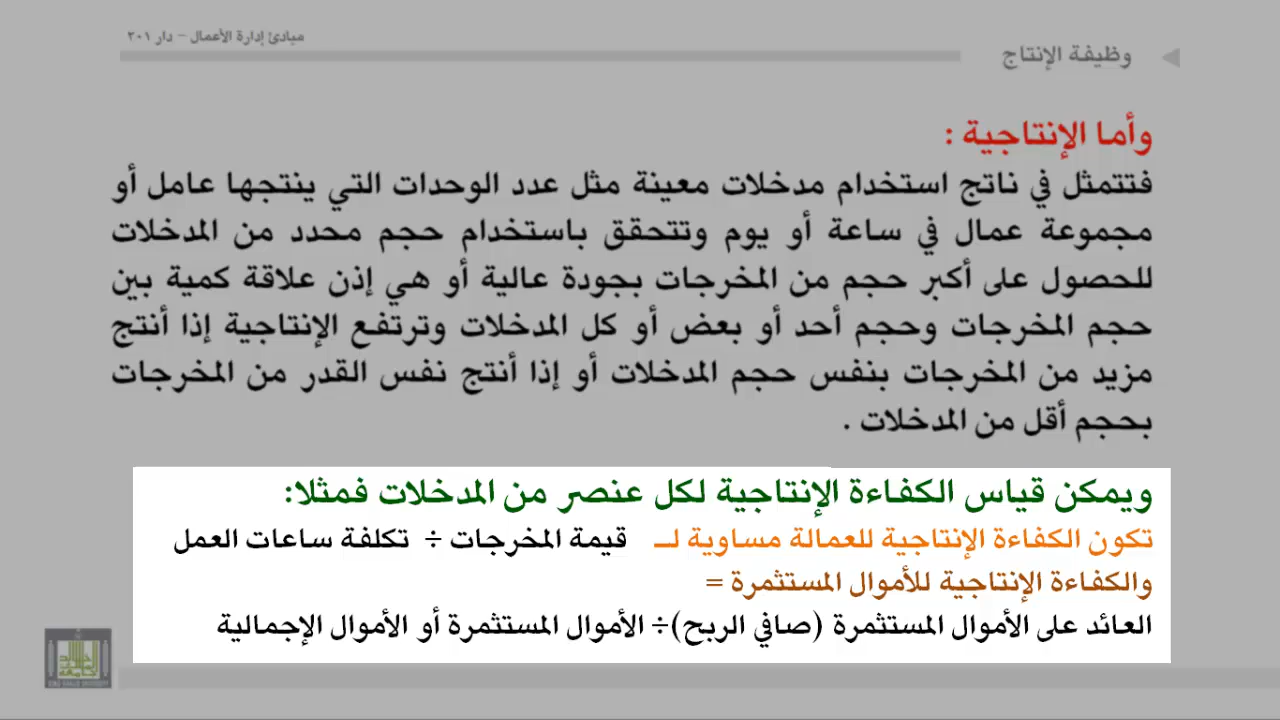 مبادئ إدارة الأعمال – دار ٢٠١
وظيفة الإنتاج
وأما الإنتاجية :
فتتمثل في ناتج استخدام مدخلات معينة مثل عدد الوحدات التي ينتجها عامل أو
مجموعة عمال في ساعة أو يوم وتتحقق باستخدام حجم محدد من المدخلات
للحصول على أكبر حجم من المخرجات بجودة عالية أو هي إذن علاقة كمية بين
حجم المخرجات وحجم أحد أو بعض أو كل المدخلات وترتفع الإنتاجية إذا أنتج
مزيد من المخرجات بنفس حجم المدخلات أو إذا أنتج نفس القدر من المخرجات
بحجم أقل من المدخلات .
ويمكن قياس الكفاءة الإنتاجية لكل عنصر من المدخلات فمثلا:
تكون الكفاءة الإنتاجية للعمالة مساوية لــ قيمة المخرجات ÷ تكلفة ساعات العمل
والكفاءة الإنتاجية للأموال المستثمرة =
العائد على الأموال المستثمرة (صافي الربح)÷ الأموال المستثمرة أو الأموال الإجمالية